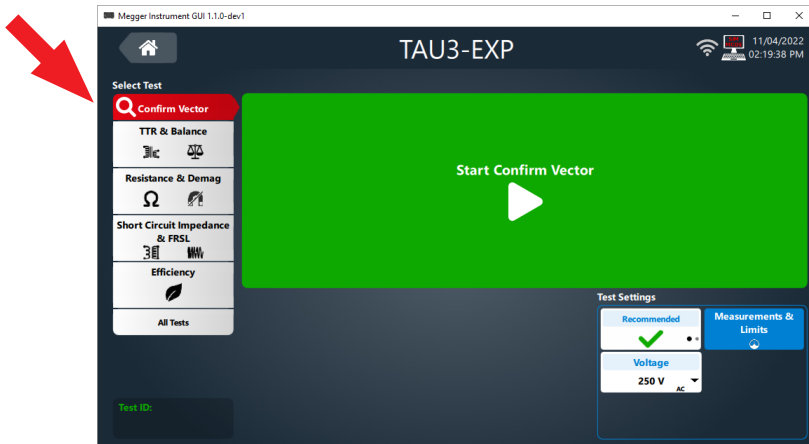 Megger Instrument GUI 1.1.0-dev1
TAU3-EXP
11/04/2022
02:19:38 PM
Select Test
Confirm Vector
TTR & Balance
Resistance & Demag
Ω
Short Circuit Impedance
& FRSL
Efficiency
All Tests
Test ID:
Start Confirm Vector
Test Settings
Recommended
Measurements &
Limits
Voltage
250 V
AC